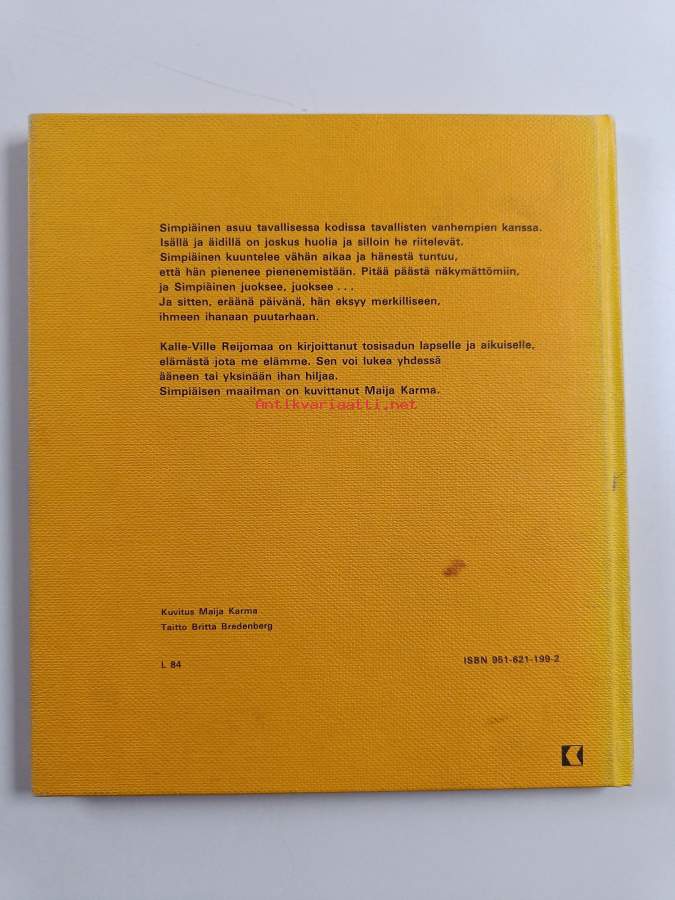 Simpiäinen asuu tavallisessa kodissa tavallisten vanhempien kanssa.
Isällä ja äidillä on joskus huolia ja silloin he riitelevät.
Simpiäinen kuuntelee vähän aikaa ja hänestä tuntuu,
että hän pienenee pienenemistään. Pitää päästä näkymättömiin,
ja Simpiäinen juoksee, juoksee . . .
Ja sitten, eräänä päivänä, hän eksyy merkilliseen,
ihmeen ihanaan puutarhaan.
Kalle-Ville Reijomaa on kirjoittanut tosisadun lapselle ja aikuiselle,
elämästä jota me elämme. Sen voi lukea yhdessä
ääneen tai yksinään ihan hiljaa.
Simpiäisen maailman on kuvittanut Maija Karma.
Antikvariaatti.net
Kuvitus Maija Karma
Taitto Britta Bredenberg
L 84
ISBN 951-621-199-2